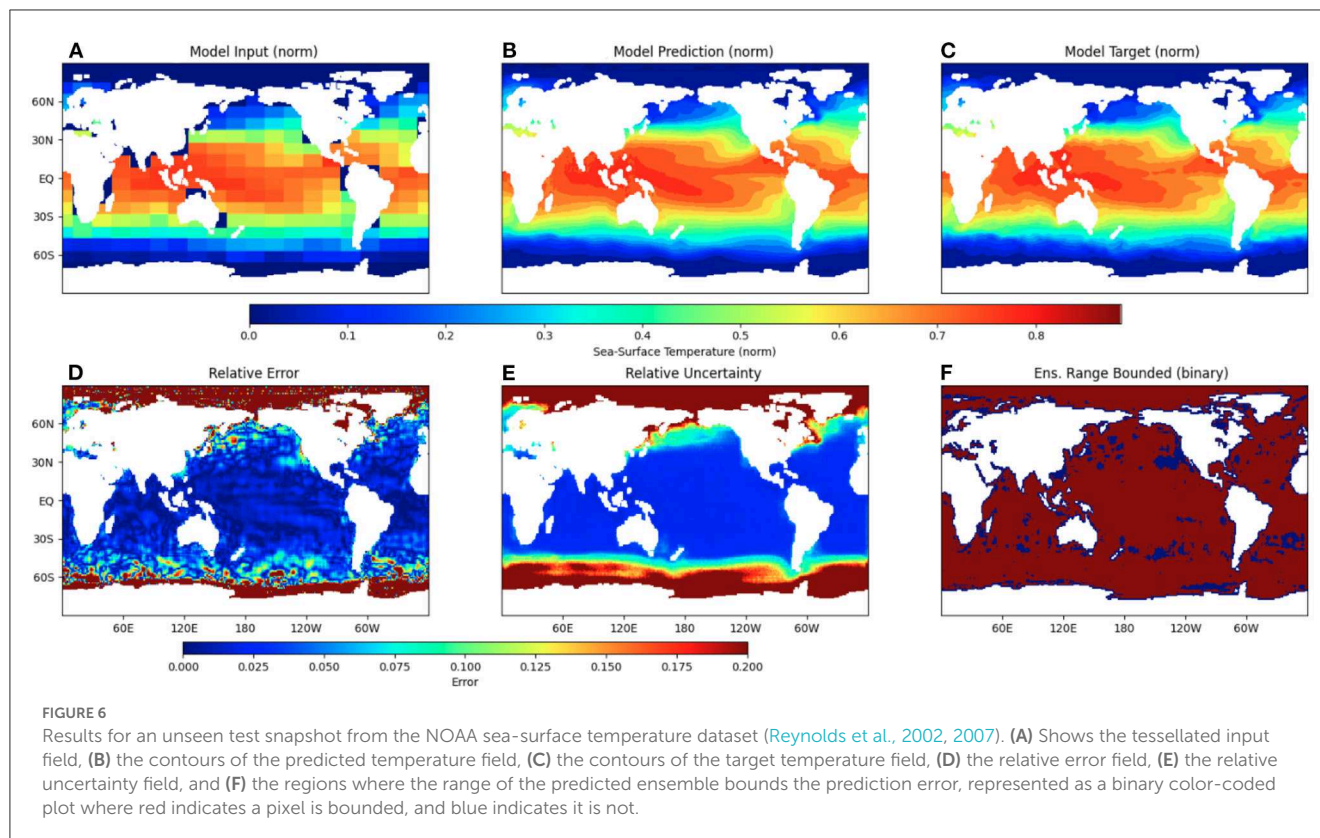 A
Model Input (norm)
B
Model Prediction (norm)
C
Model Target (norm)
60N
30N
EQ
30S
60S
0.0 0.1 0.2 0.3 0.4 0.5 0.6 0.7 0.8
Sea-Surface Temperature (norm)
D
Relative Error
E
Relative Uncertainty
F
Ens. Range Bounded (binary)
60N
30N
EQ
30S
60S
60E 120E 180 120W 60W
60E 120E 180 120W 60W
60E 120E 180 120W 60W
0.000 0.025 0.050 0.075 0.100 0.125 0.150 0.175 0.200
Error
FIGURE 6
Results for an unseen test snapshot from the NOAA sea-surface temperature dataset (Reynolds et al., 2002, 2007). (A) Shows the tessellated input
field, (B) the contours of the predicted temperature field, (C) the contours of the target temperature field, (D) the relative error field, (E) the relative
uncertainty field, and (F) the regions where the range of the predicted ensemble bounds the prediction error, represented as a binary color-coded
plot where red indicates a pixel is bounded, and blue indicates it is not.